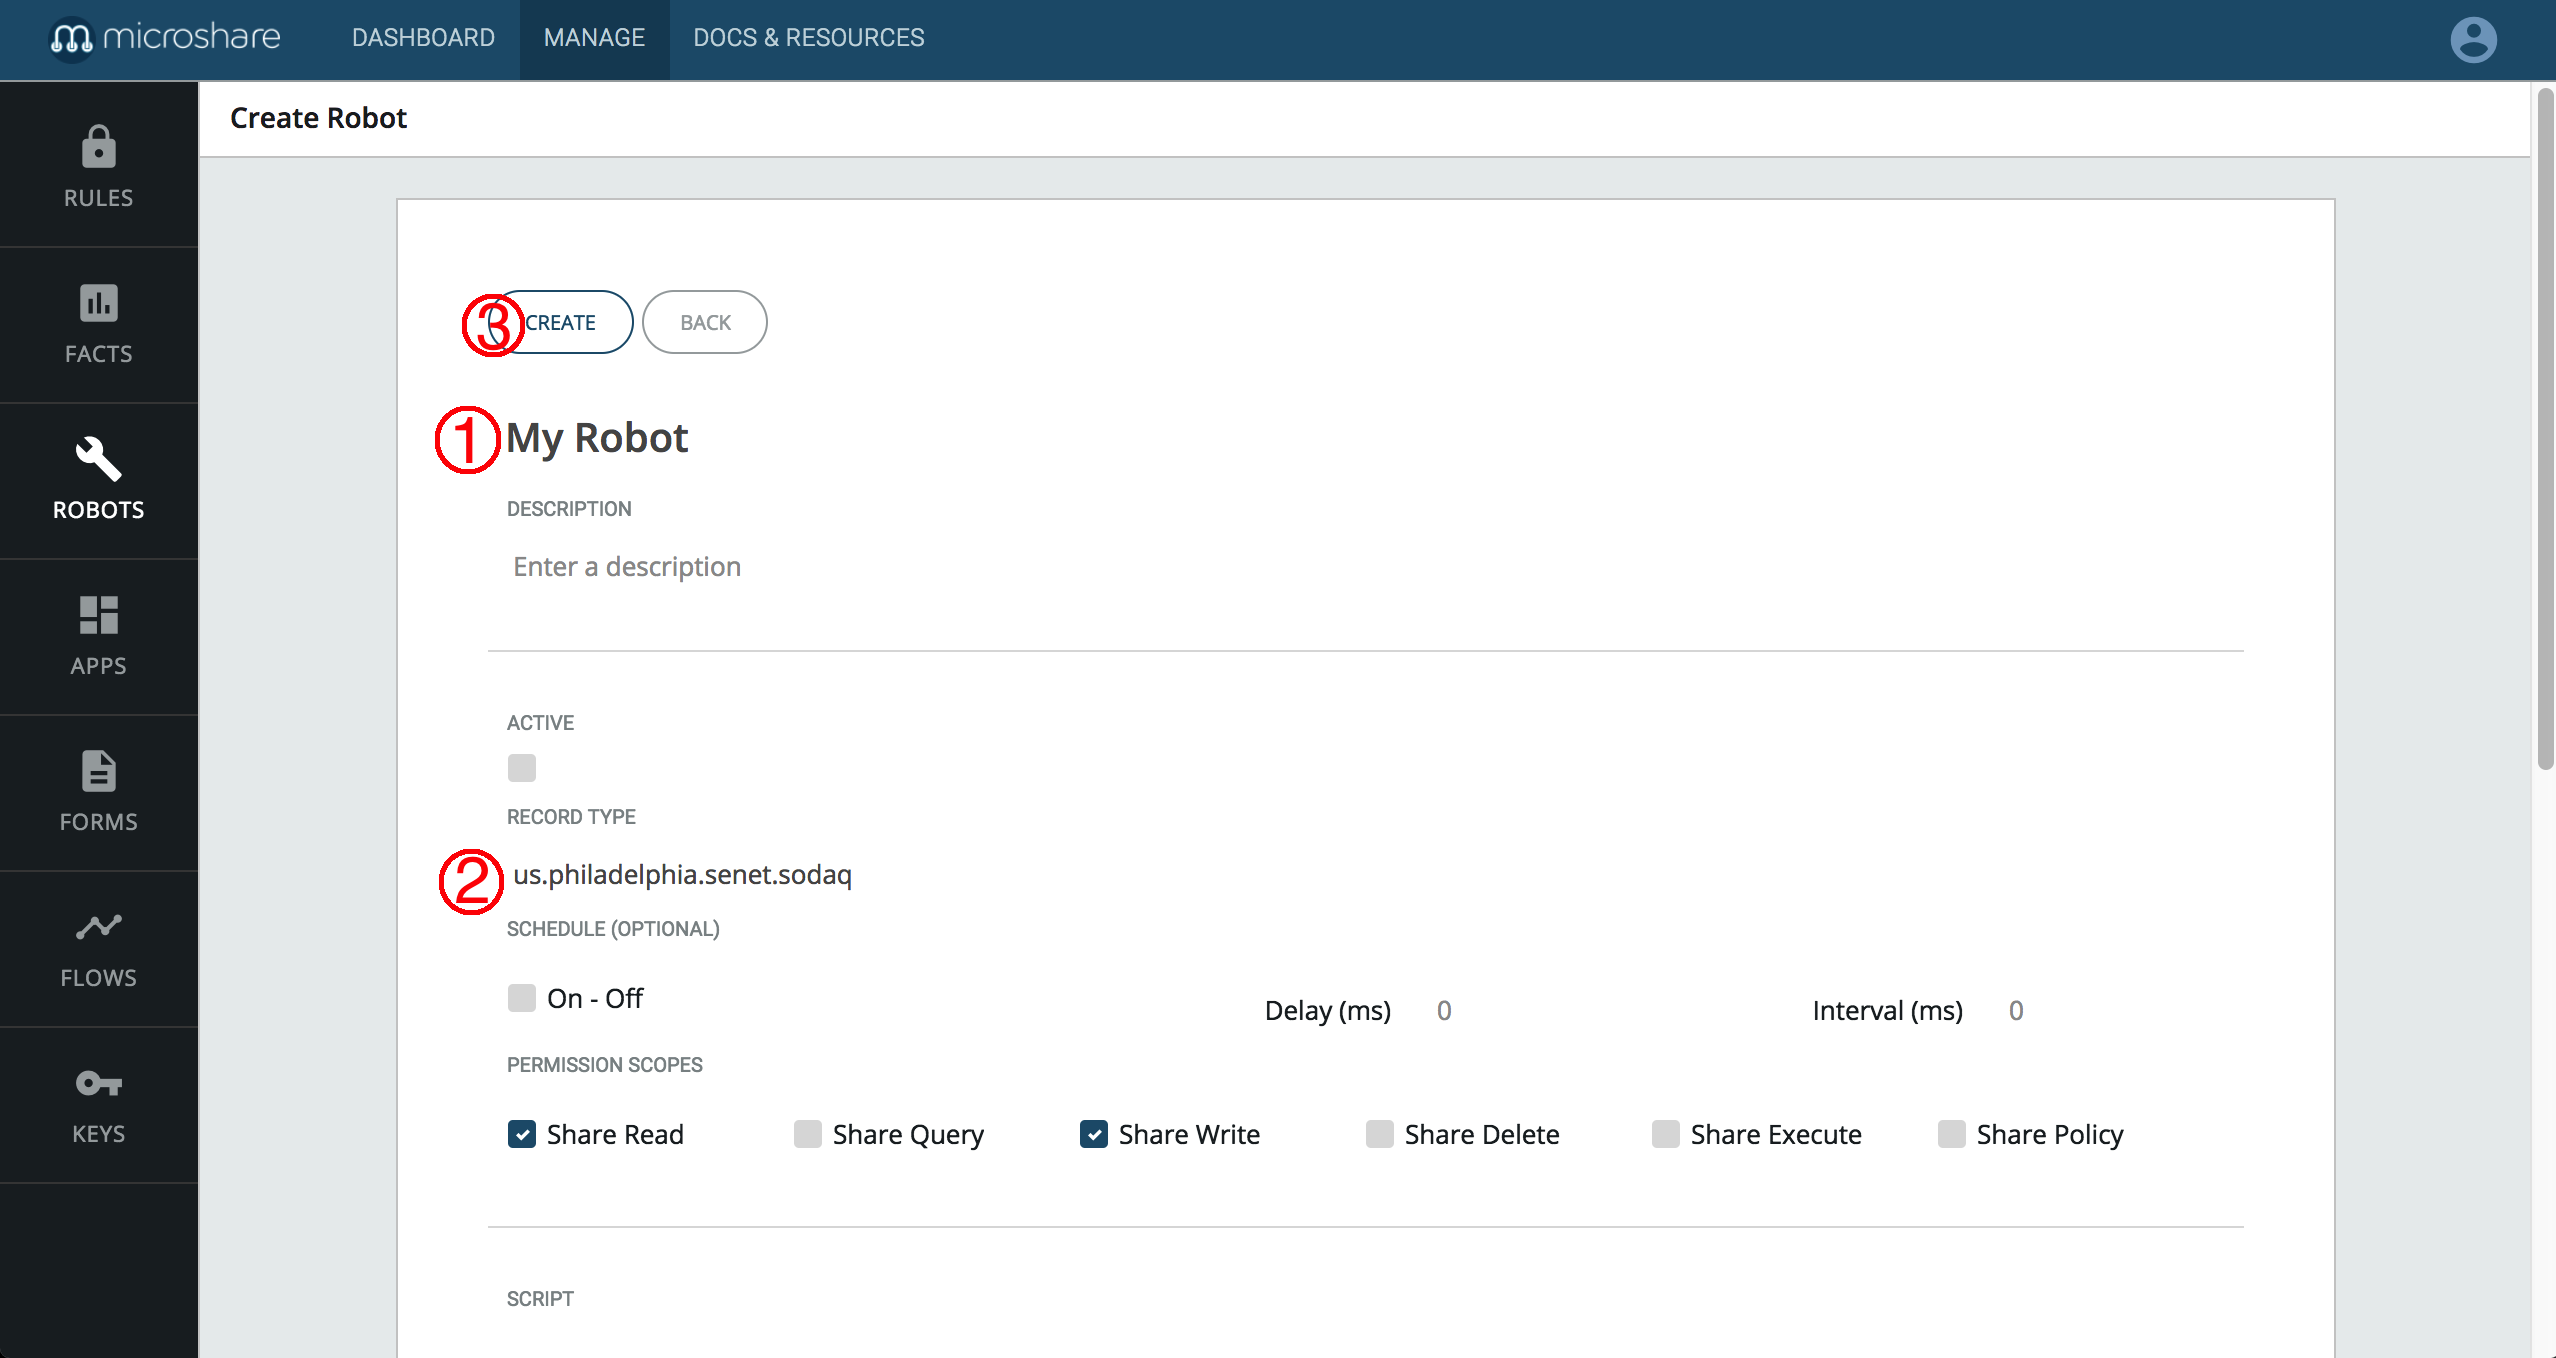 microshare DASHBOARD MANAGE DOCS & RESOURCES
Create Robot
RULES
FACTS
ROBOTS
APPS
FORMS
FLOWS
KEYS
③ CREATE BACK
① My Robot
DESCRIPTION
Enter a description
ACTIVE
RECORD TYPE
② us.philadelphia.senet.sodaq
SCHEDULE (OPTIONAL)
On - Off Delay (ms) 0 Interval (ms) 0
PERMISSION SCOPES
Share Read Share Query Share Write Share Delete Share Execute Share Policy
SCRIPT